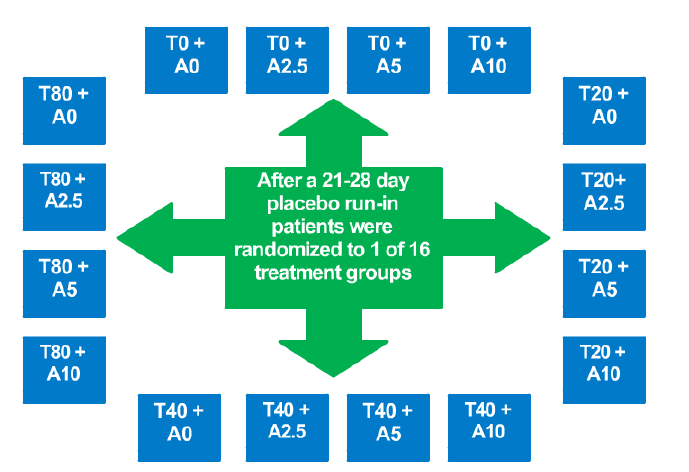 T0 +
A0
T0 +
A2.5
T0 +
A5
T0 +
A10
T80 +
A0
T80 +
A2.5
T80 +
A5
T80 +
A10
After a 21-28 day
placebo run-in
patients were
randomized to 1 of 16
treatment groups
T20 +
A0
T20+
A2.5
T20 +
A5
T20 +
A10
T40 +
A0
T40 +
A2.5
T40 +
A5
T40 +
A10